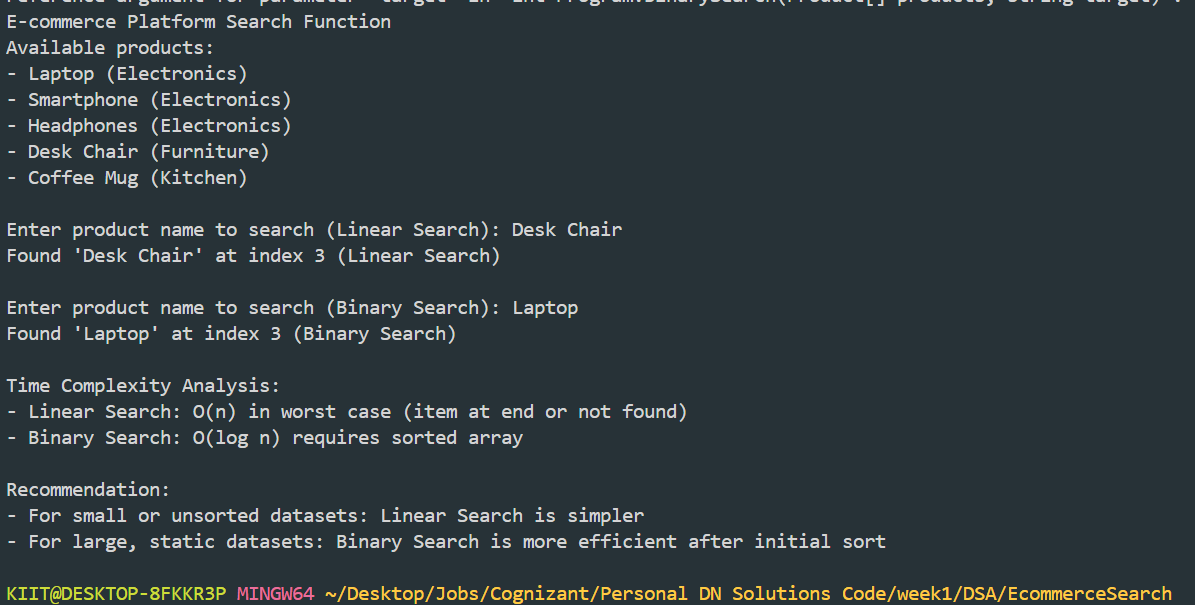 reference argument for parameter 'target' in 'int Program.BinarySearch(Product[] products, string target)'.
E-commerce Platform Search Function
Available products:
- Laptop (Electronics)
- Smartphone (Electronics)
- Headphones (Electronics)
- Desk Chair (Furniture)
- Coffee Mug (Kitchen)
Enter product name to search (Linear Search): Desk Chair
Found 'Desk Chair' at index 3 (Linear Search)
Enter product name to search (Binary Search): Laptop
Found 'Laptop' at index 3 (Binary Search)
Time Complexity Analysis:
- Linear Search: O(n) in worst case (item at end or not found)
- Binary Search: O(log n) requires sorted array
Recommendation:
- For small or unsorted datasets: Linear Search is simpler
- For large, static datasets: Binary Search is more efficient after initial sort
KIIT@DESKTOP-8FKKR3P MINGW64 ~/Desktop/Jobs/Cognizant/Personal DN Solutions Code/week1/DSA/EcommerceSearch